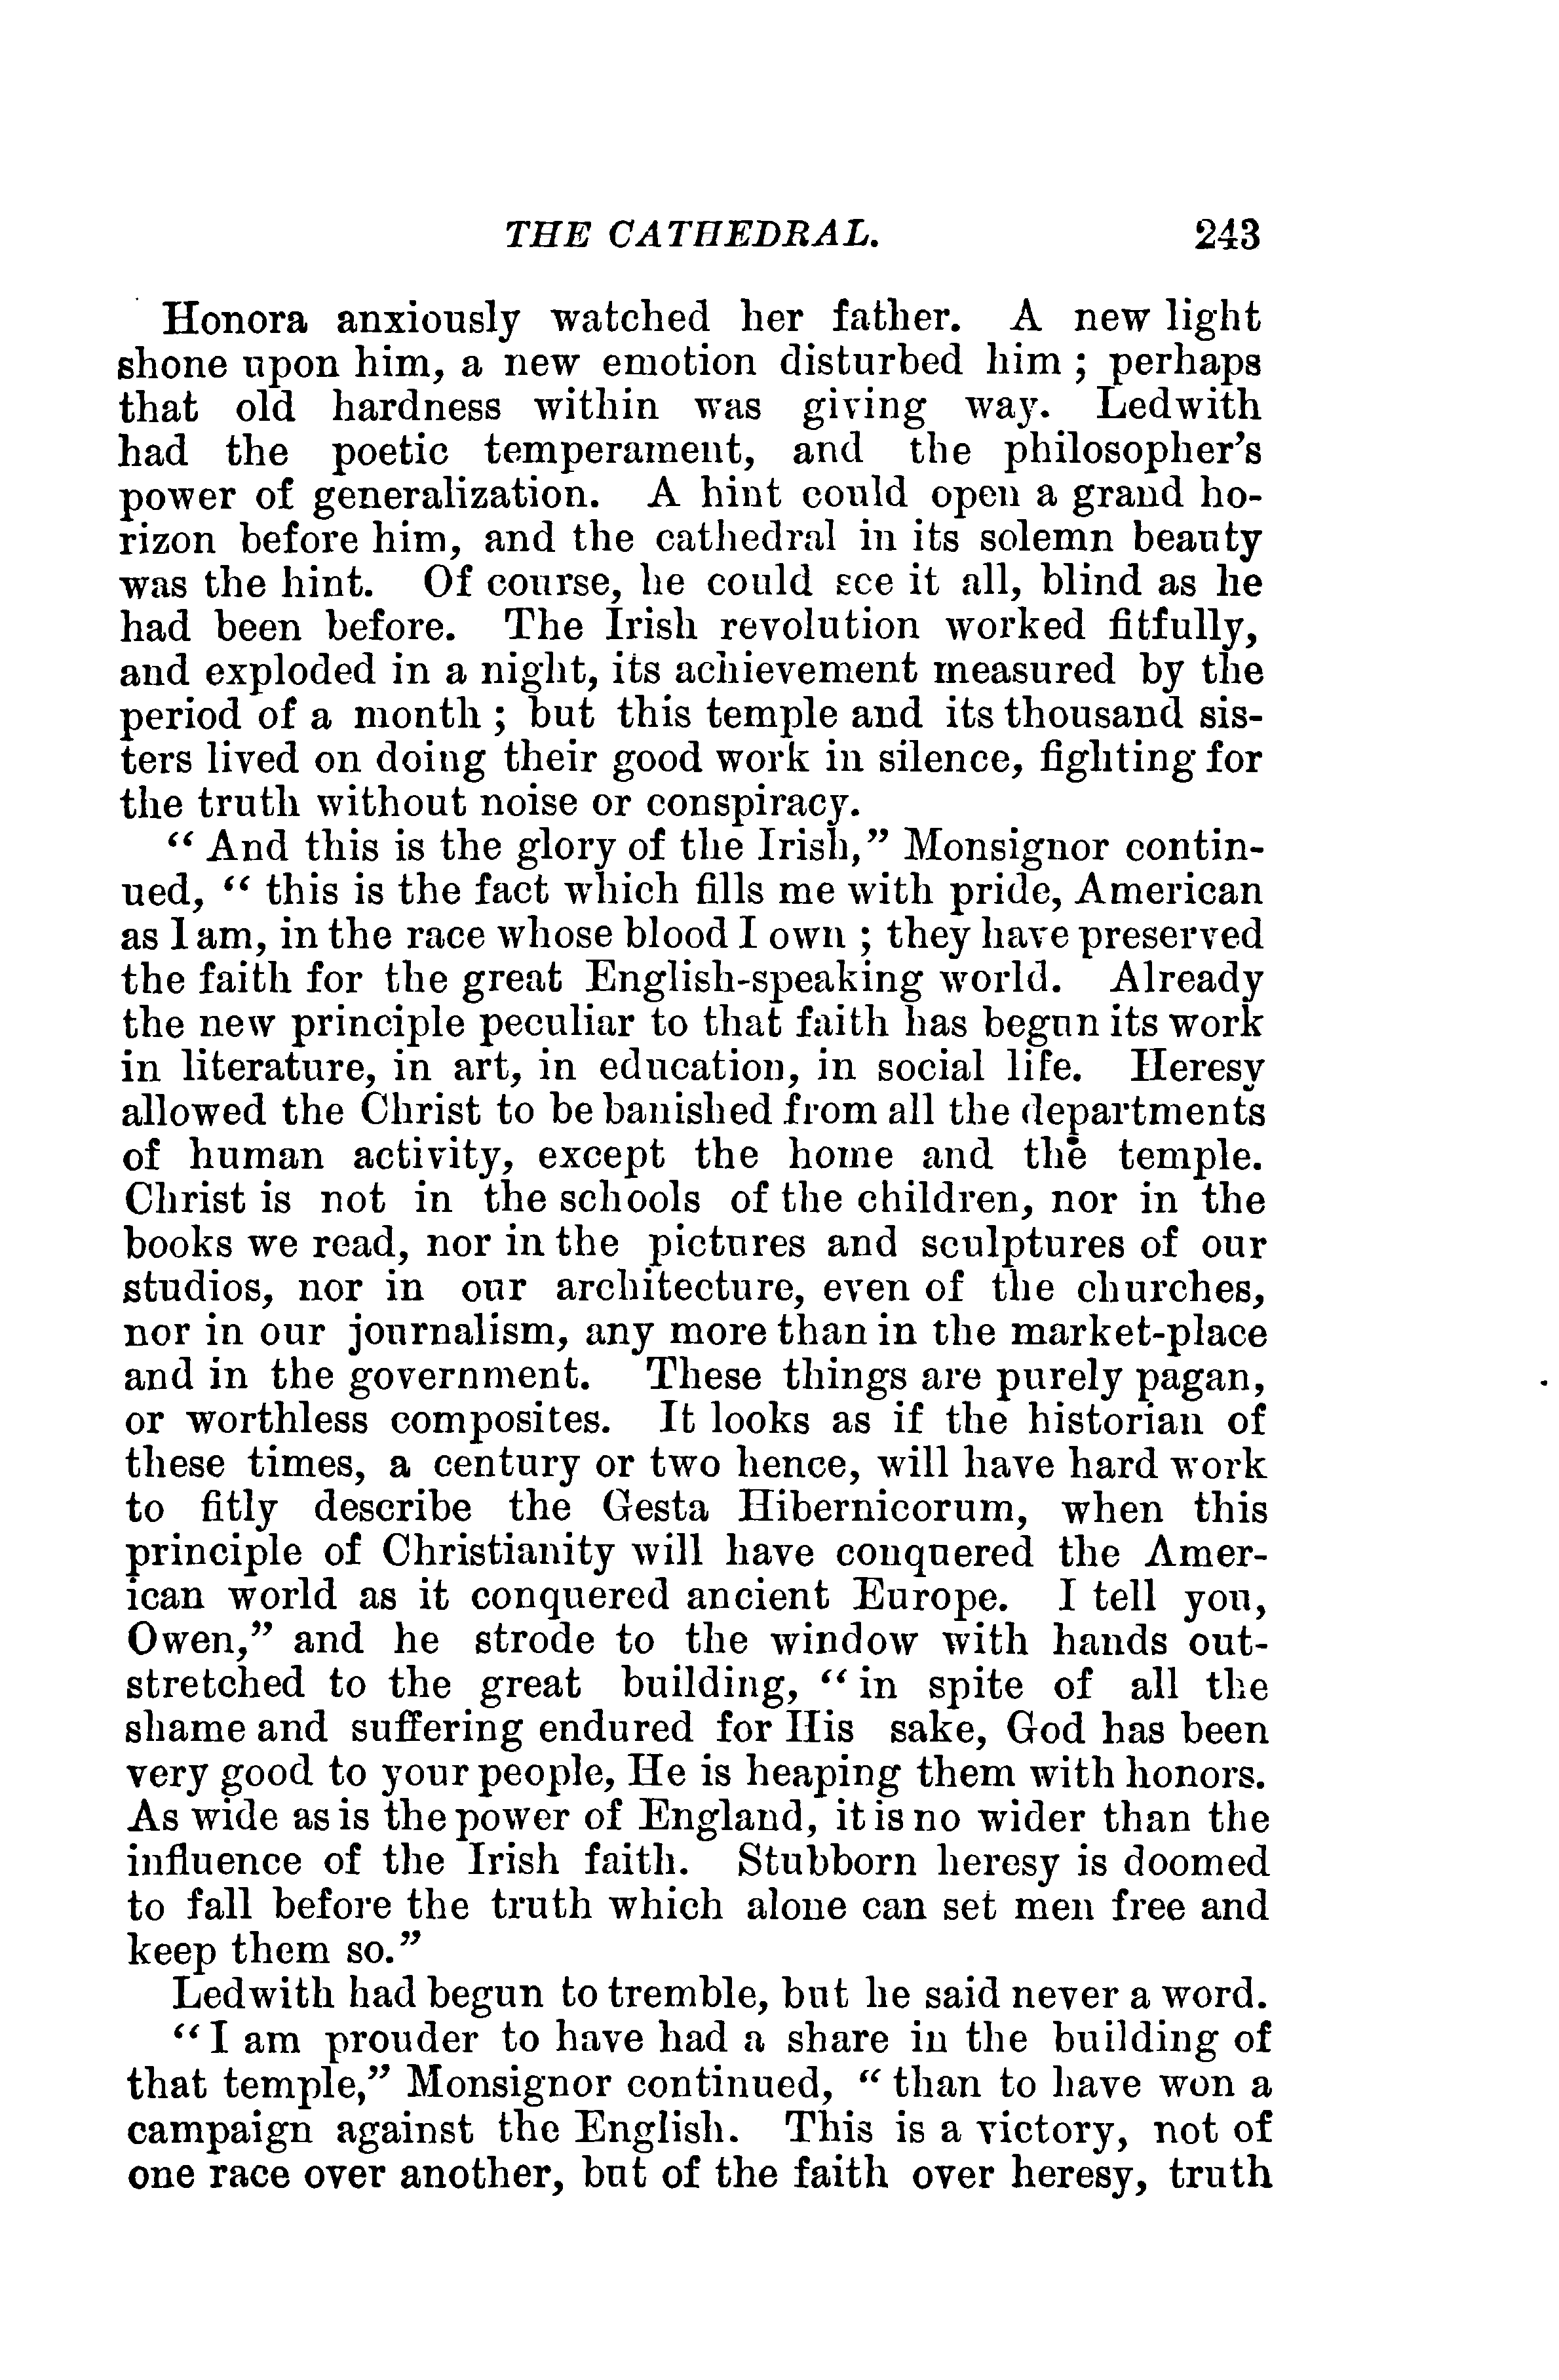 THE CATHEDRAL. 243
Honora anxiously watched her father. A new light
shone upon him, a new emotion disturbed him ; perhaps
that old hardness within was giving way. Ledwith
had the poetic temperament, and the philosopher's
power of generalization. A hint could open a grand ho-
rizon before him, and the cathedral in its solemn beauty
was the hint. Of course, he could see it all, blind as he
had been before. The Irish revolution worked fitfully,
and exploded in a night, its achievement measured by the
period of a month ; but this temple and its thousand sis-
ters lived on doing their good work in silence, fighting for
the truth without noise or conspiracy.
“ And this is the glory of the Irish,” Monsignor contin-
ued, “ this is the fact which fills me with pride, American
as I am, in the race whose blood I own ; they have preserved
the faith for the great English-speaking world. Already
the new principle peculiar to that faith has begun its work
in literature, in art, in education, in social life. Heresy
allowed the Christ to be banished from all the departments
of human activity, except the home and the temple.
Christ is not in the schools of the children, nor in the
books we read, nor in the pictures and sculptures of our
studios, nor in our architecture, even of the churches,
nor in our journalism, any more than in the market-place
and in the government. These things are purely pagan,
or worthless composites. It looks as if the historian of
these times, a century or two hence, will have hard work
to fitly describe the Gesta Hibernicorum, when this
principle of Christianity will have conquered the Amer-
ican world as it conquered ancient Europe. I tell you,
Owen,” and he strode to the window with hands out-
stretched to the great building, “ in spite of all the
shame and suffering endured for His sake, God has been
very good to your people, He is heaping them with honors.
As wide as is the power of England, it is no wider than the
influence of the Irish faith. Stubborn heresy is doomed
to fall before the truth which alone can set men free and
keep them so.”
Ledwith had begun to tremble, but he said never a word.
“ I am prouder to have had a share in the building of
that temple,” Monsignor continued, “ than to have won a
campaign against the English. This is a victory, not of
one race over another, but of the faith over heresy, truth